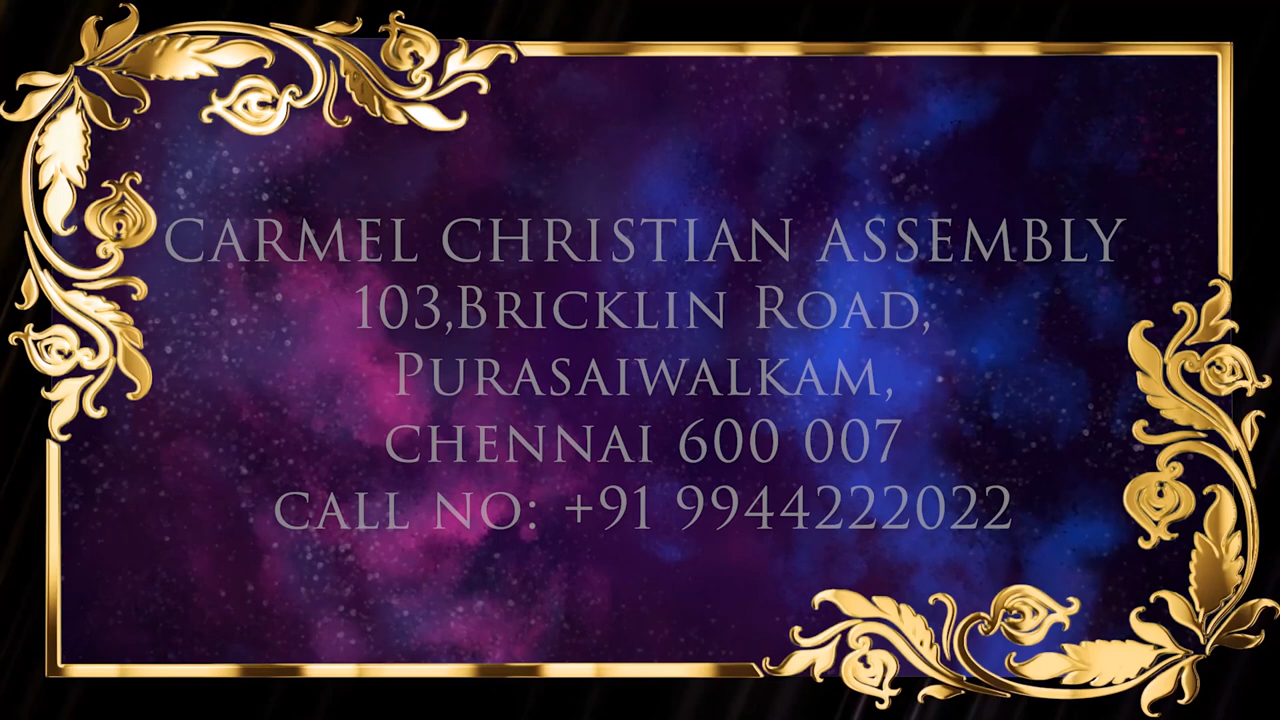 CARMEL CHRISTIAN ASSEMBLY
103,Bricklin Road,
Purasaiwalkam,
chennai 600 007
call no: +91 9944222022